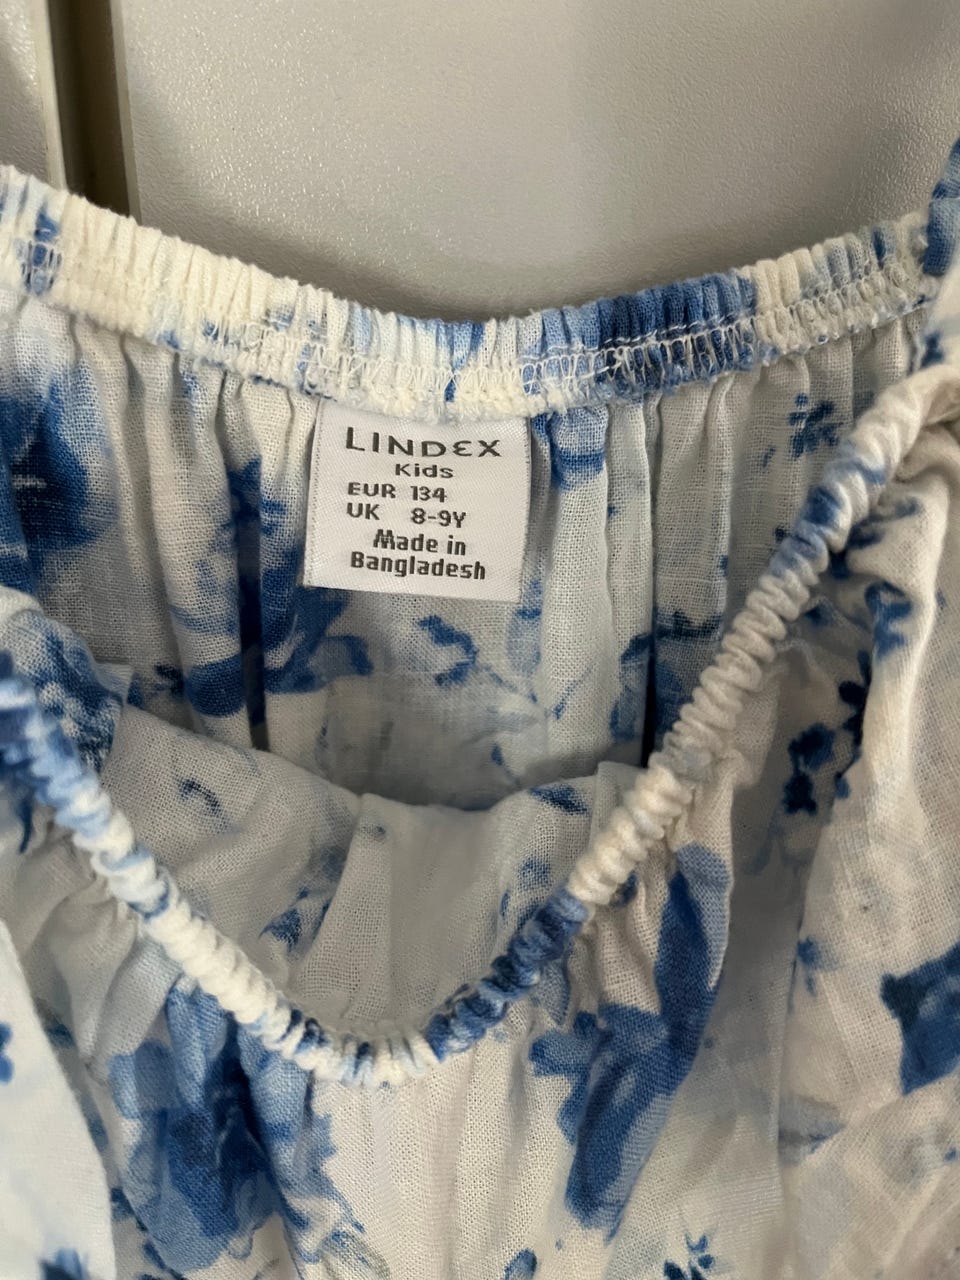 LINDEX
Kids
EUR 134
UK 8-9Y
Made in
Bangladesh